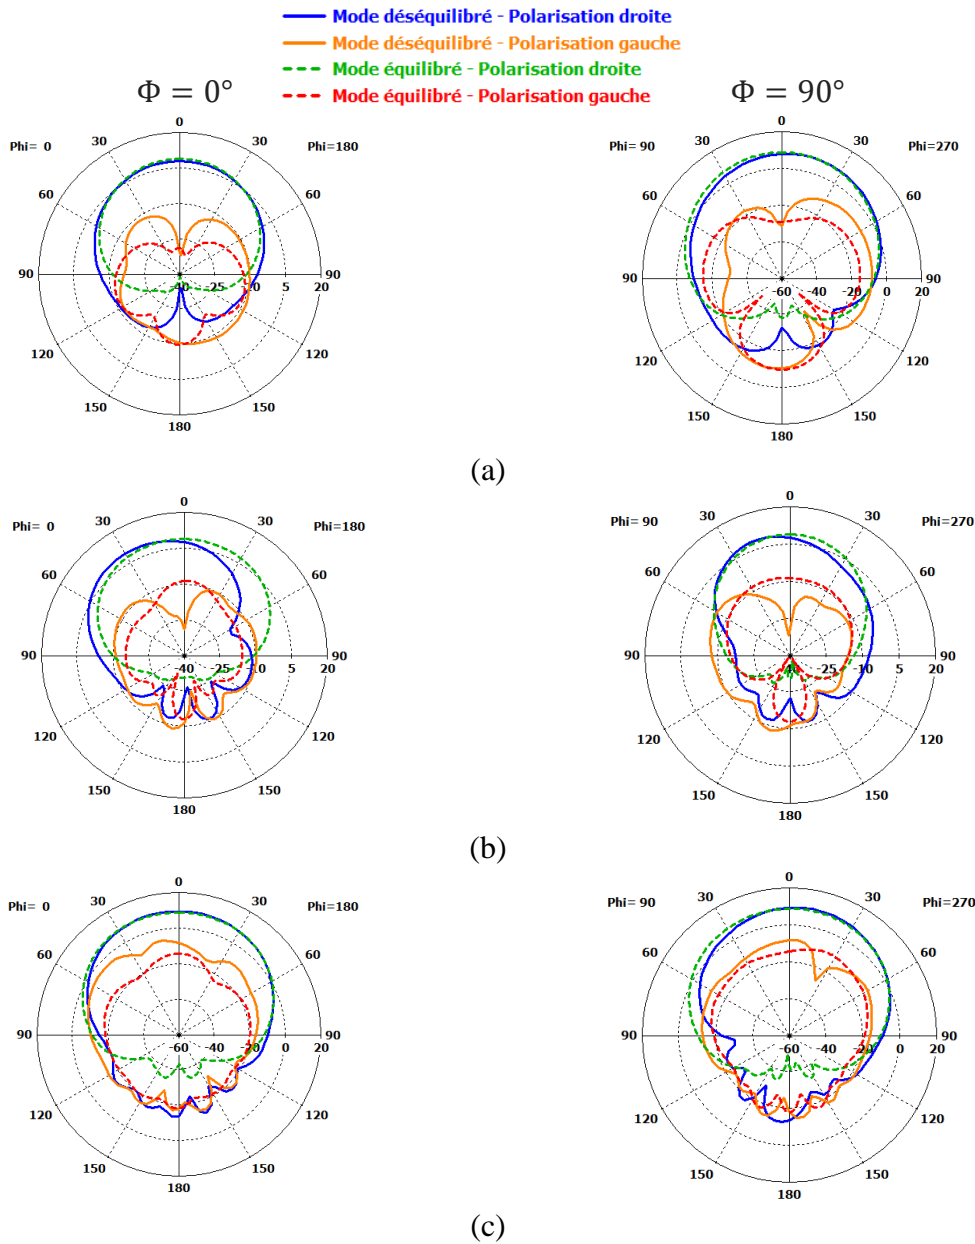 Mode déséquilibré - Polarisation droite
Mode déséquilibré - Polarisation gauche
Mode équilibré - Polarisation droite
Mode équilibré - Polarisation gauche
Φ = 0°
Φ = 90°
0
Phi= 0 30 30 Phi=180
60 60
90 -40 -25 -10 5 20 90
120 120
150 150
180
0
Phi= 90 30 30 Phi=270
60 60
90 -60 -40 -20 0 20 90
120 120
150 150
180
(a)
0
Phi= 0 30 30 Phi=180
60 60
90 -40 -25 -10 5 20 90
120 120
150 150
180
0
Phi= 90 30 30 Phi=270
60 60
90 -40 -25 -10 5 20 90
120 120
150 150
180
(b)
0
Phi= 0 30 30 Phi=180
60 60
90 -60 -40 -20 0 20 90
120 120
150 150
180
0
Phi= 90 30 30 Phi=270
60 60
90 -60 -40 -20 0 20 90
120 120
150 150
180
(c)